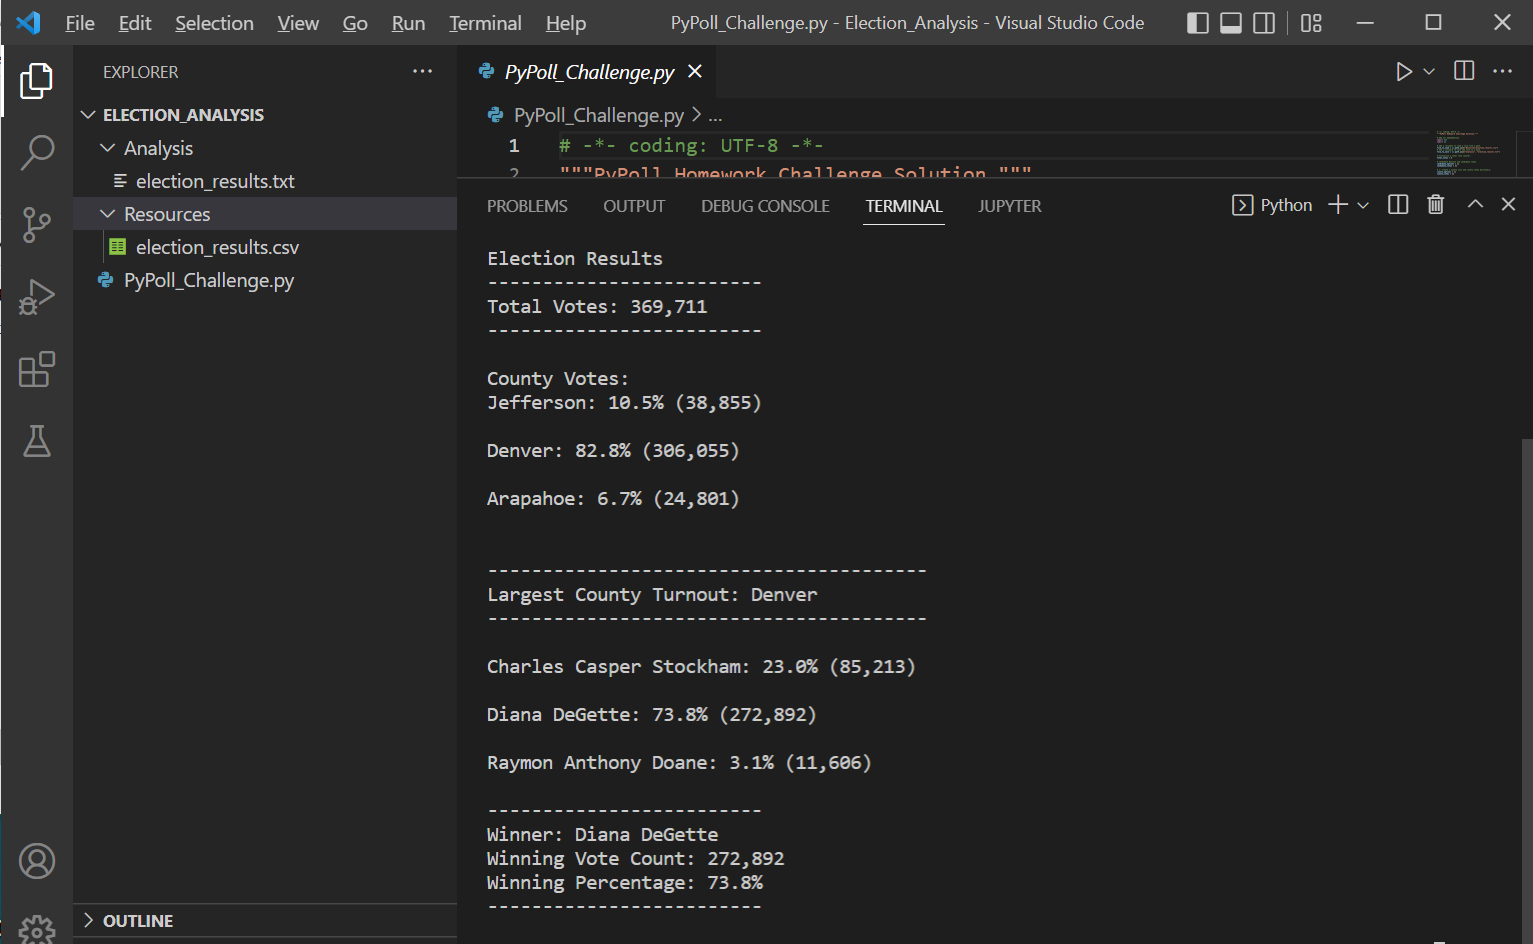 File Edit Selection View Go Run Terminal Help PyPoll_Challenge.py - Election_Analysis - Visual Studio Code
EXPLORER
ELECTION_ANALYSIS
Analysis
election_results.txt
Resources
election_results.csv
PyPoll_Challenge.py
OUTLINE
PyPoll_Challenge.py
PyPoll_Challenge.py > ...
1 # -*- coding: UTF-8 -*-
2 """PyPoll Homework Challenge Solution."""
PROBLEMS OUTPUT DEBUG CONSOLE TERMINAL JUPYTER Python
Election Results
-------------------------
Total Votes: 369,711
-------------------------
County Votes:
Jefferson: 10.5% (38,855)
Denver: 82.8% (306,055)
Arapahoe: 6.7% (24,801)
----------------------------------------
Largest County Turnout: Denver
----------------------------------------
Charles Casper Stockham: 23.0% (85,213)
Diana DeGette: 73.8% (272,892)
Raymon Anthony Doane: 3.1% (11,606)
-------------------------
Winner: Diana DeGette
Winning Vote Count: 272,892
Winning Percentage: 73.8%
-------------------------